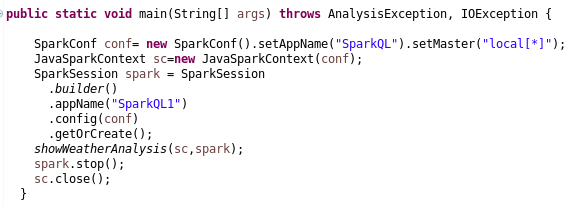 public static void main(String[] args) throws AnalysisException, IOException {
SparkConf conf= new SparkConf().setAppName("SparkQL").setMaster("local[*]");
JavaSparkContext sc=new JavaSparkContext(conf);
SparkSession spark = SparkSession
.builder()
.appName("SparkQL1")
.config(conf)
.getOrCreate();
showWeatherAnalysis(sc,spark);
spark.stop();
sc.close();
}